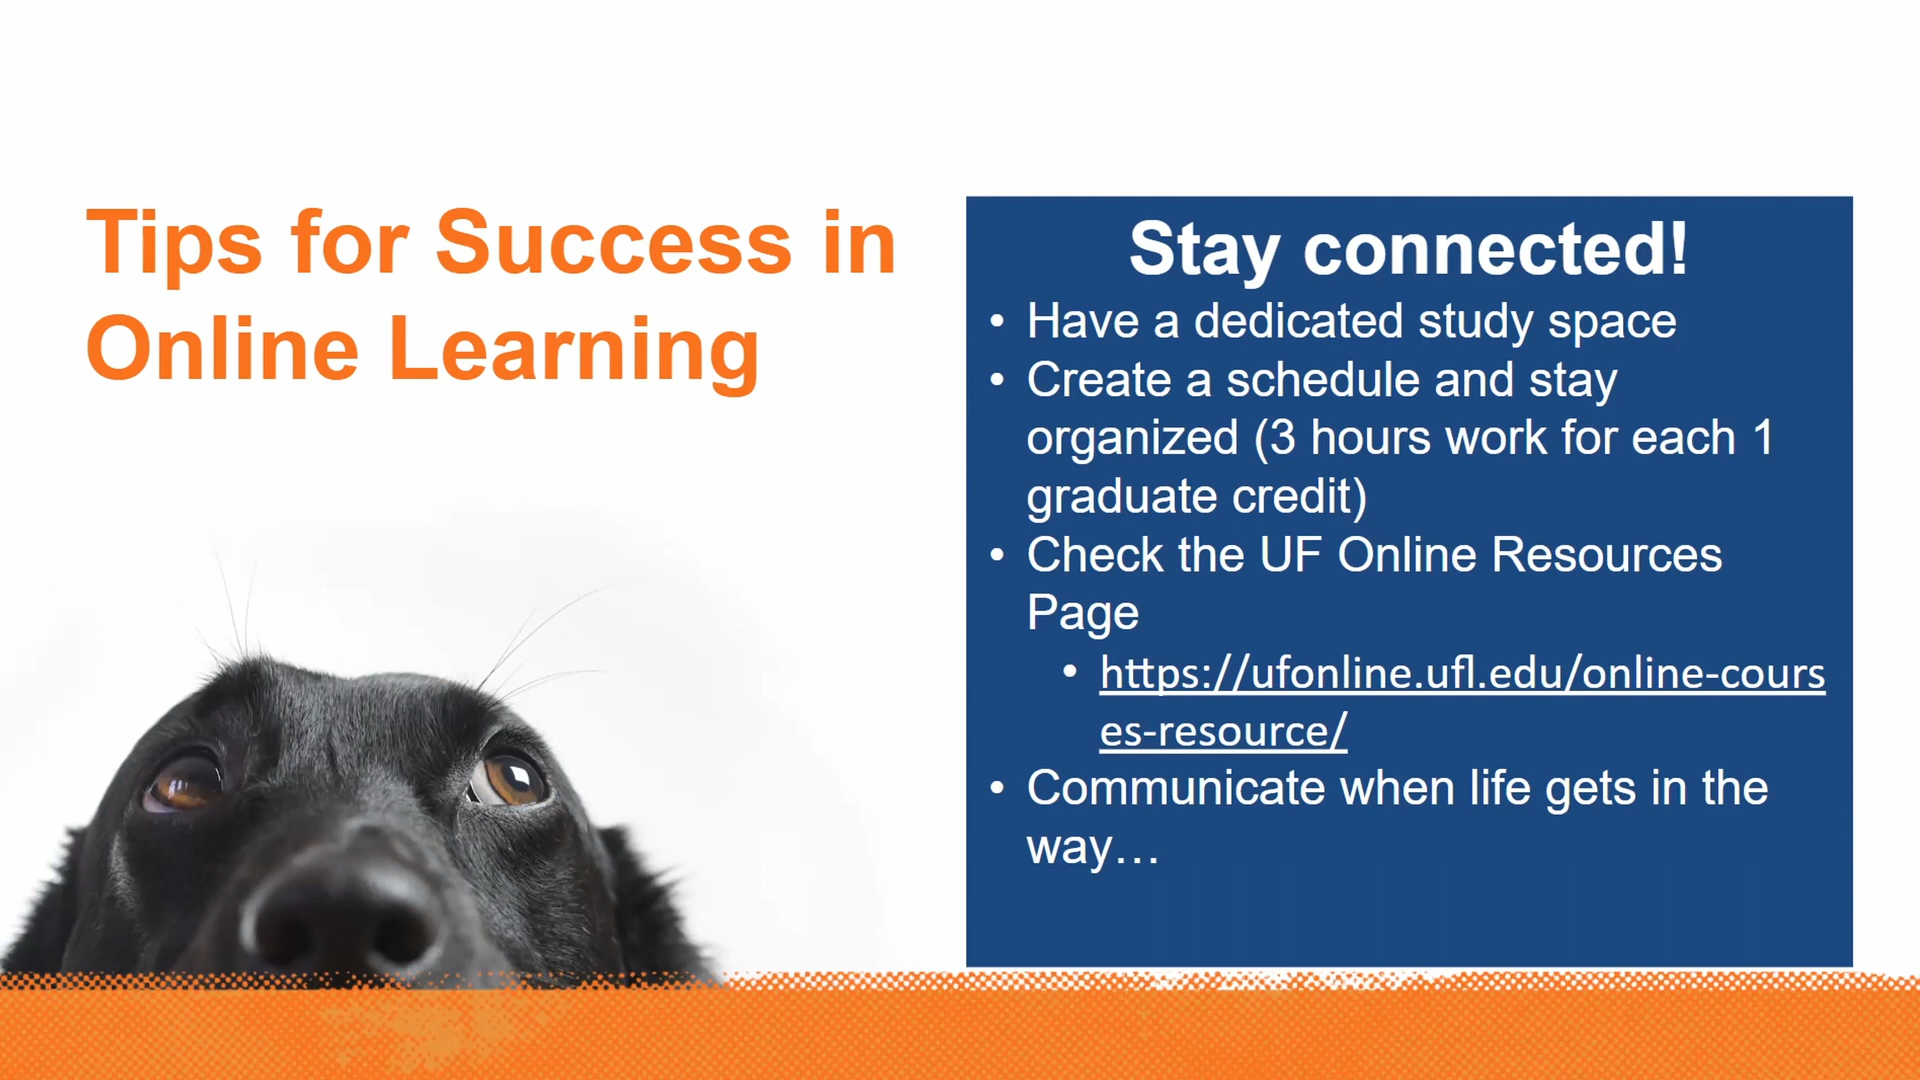 Tips for Success in
Online Learning
Stay connected!
• Have a dedicated study space
• Create a schedule and stay
organized (3 hours work for each 1
graduate credit)
• Check the UF Online Resources
Page
• https://ufonline.ufl.edu/online-cours
es-resource/
• Communicate when life gets in the
way…